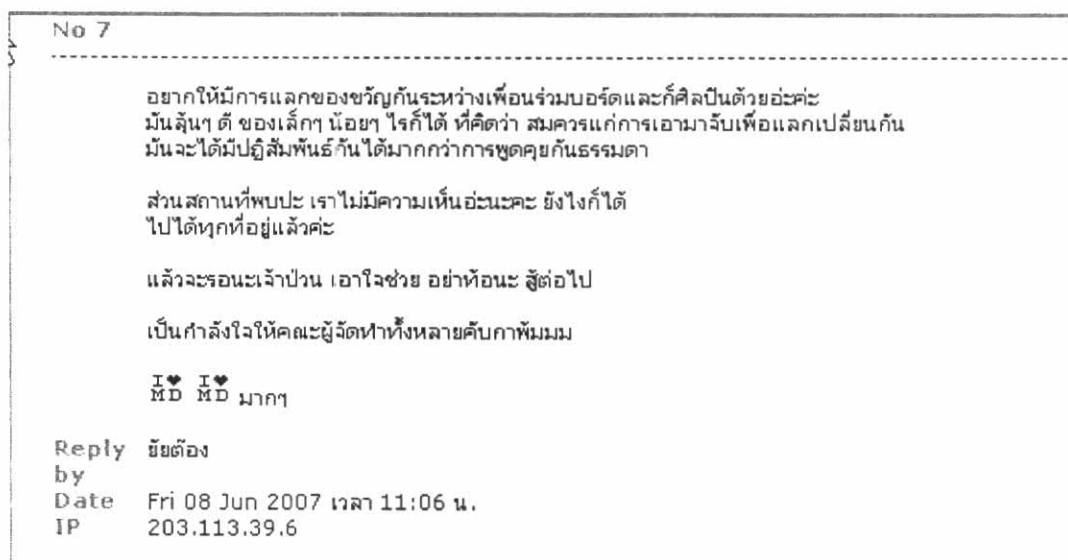 No 7
อยากให้มีการแลกของขวัญกันระหว่างเพื่อนร่วมบอร์ดและก็ศิลปินด้วยอ่ะค่ะ
มันลุ้นๆ ดี ของเล็กๆ น้อยๆ ไรก็ได้ ที่คิดว่า สมควรแก่การเอามาจับเพื่อแลกเปลี่ยนกัน
มันจะได้มีปฏิสัมพันธ์กันได้มากกว่าการพูดคุยกันธรรมดา
ส่วนสถานที่พบปะ เราไม่มีความเห็นอ่ะนะคะ ยังไงก็ได้
ไปได้ทุกที่อยู่แล้วค่ะ
แล้วจะรอนะเจ้าป่วน เอาใจช่วย อย่าท้อนะ สู้ต่อไป
เป็นกำลังใจให้คณะผู้จัดทำทั้งหลายคับกาพ้มมม
I♥ I♥
MD MD มากๆ
Reply ยัยต๊อง
by
Date Fri 08 Jun 2007 เวลา 11:06 น.
IP 203.113.39.6